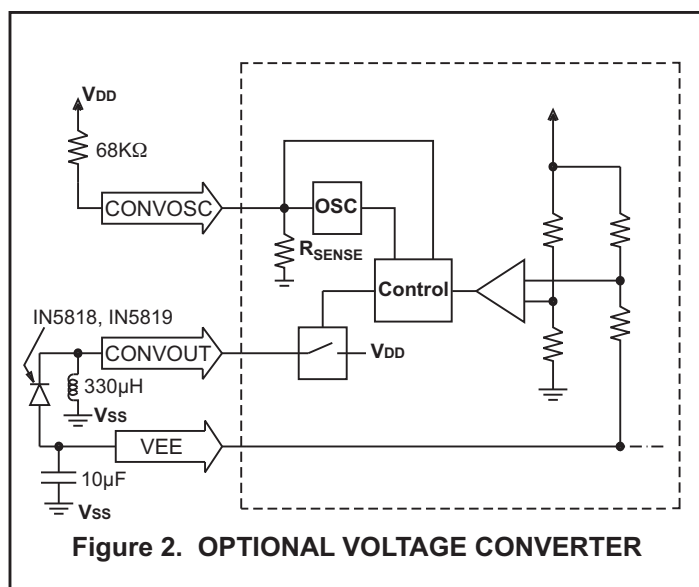 VDD
68KΩ
CONVOSC
OSC
RSENSE
Control
IN5818, IN5819
CONVOUT
VDD
330µH
VSS
VEE
10µF
VSS
Figure 2. OPTIONAL VOLTAGE CONVERTER